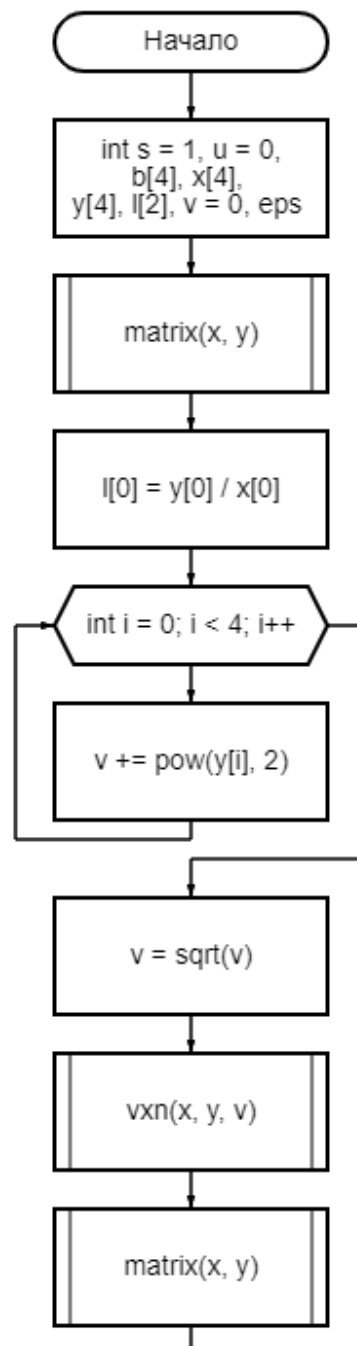 Начало
int s = 1, u = 0,
b[4], x[4],
y[4], l[2], v = 0, eps
matrix(x, y)
l[0] = y[0] / x[0]
int i = 0; i < 4; i++
v += pow(y[i], 2)
v = sqrt(v)
vxn(x, y, v)
matrix(x, y)